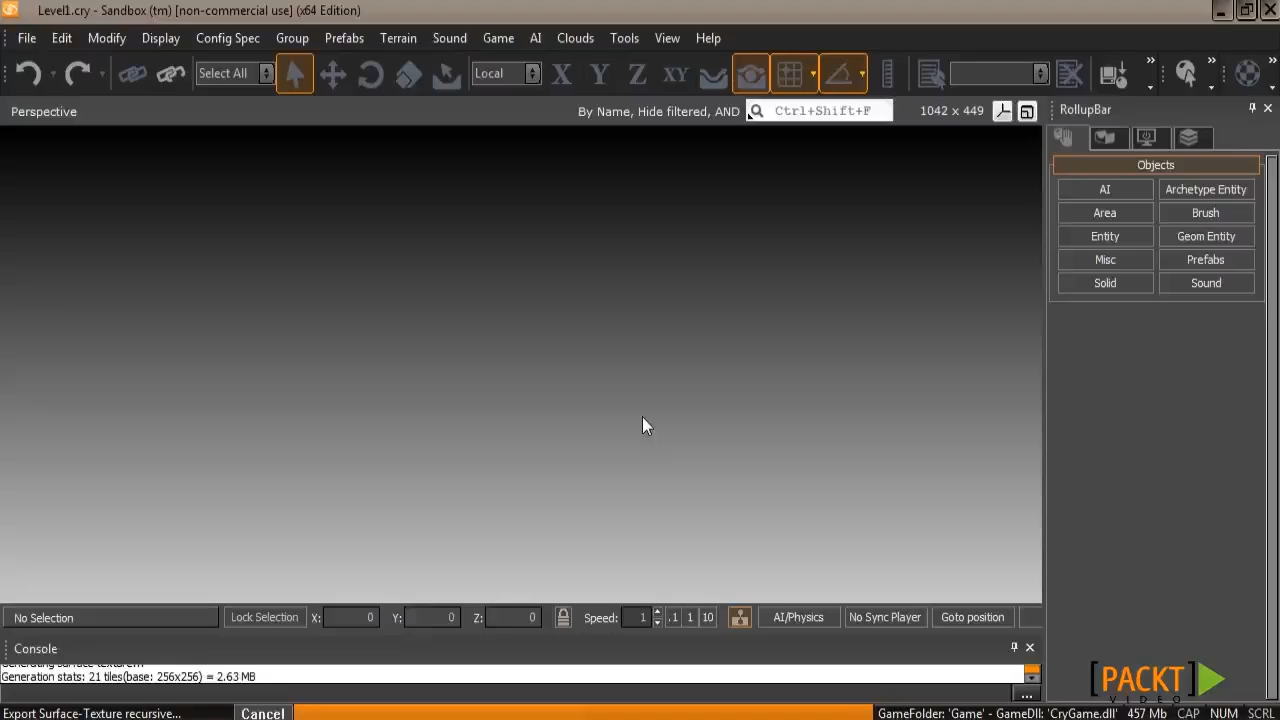 Level1.cry - Sandbox (tm) [non-commercial use] (x64 Edition)
File Edit Modify Display Config Spec Group Prefabs Terrain Sound Game AI Clouds Tools View Help
Select All Local X Y Z XY
Perspective By Name, Hide filtered, AND Ctrl+Shift+F 1042 x 449
RollupBar
Objects
AI Archetype Entity
Area Brush
Entity Geom Entity
Misc Prefabs
Solid Sound
No Selection Lock Selection X: 0 Y: 0 Z: 0 Speed: 1 .1 1 10 AI/Physics No Sync Player Goto position
Console
Generating surface texture...
Generation stats: 21 tiles(base: 256x256) = 2.63 MB
...
[PACKT]
VIDEO
Export Surface-Texture recursive... Cancel GameFolder: 'Game' - GameDll: 'CryGame.dll' 457 Mb CAP NUM SCRL